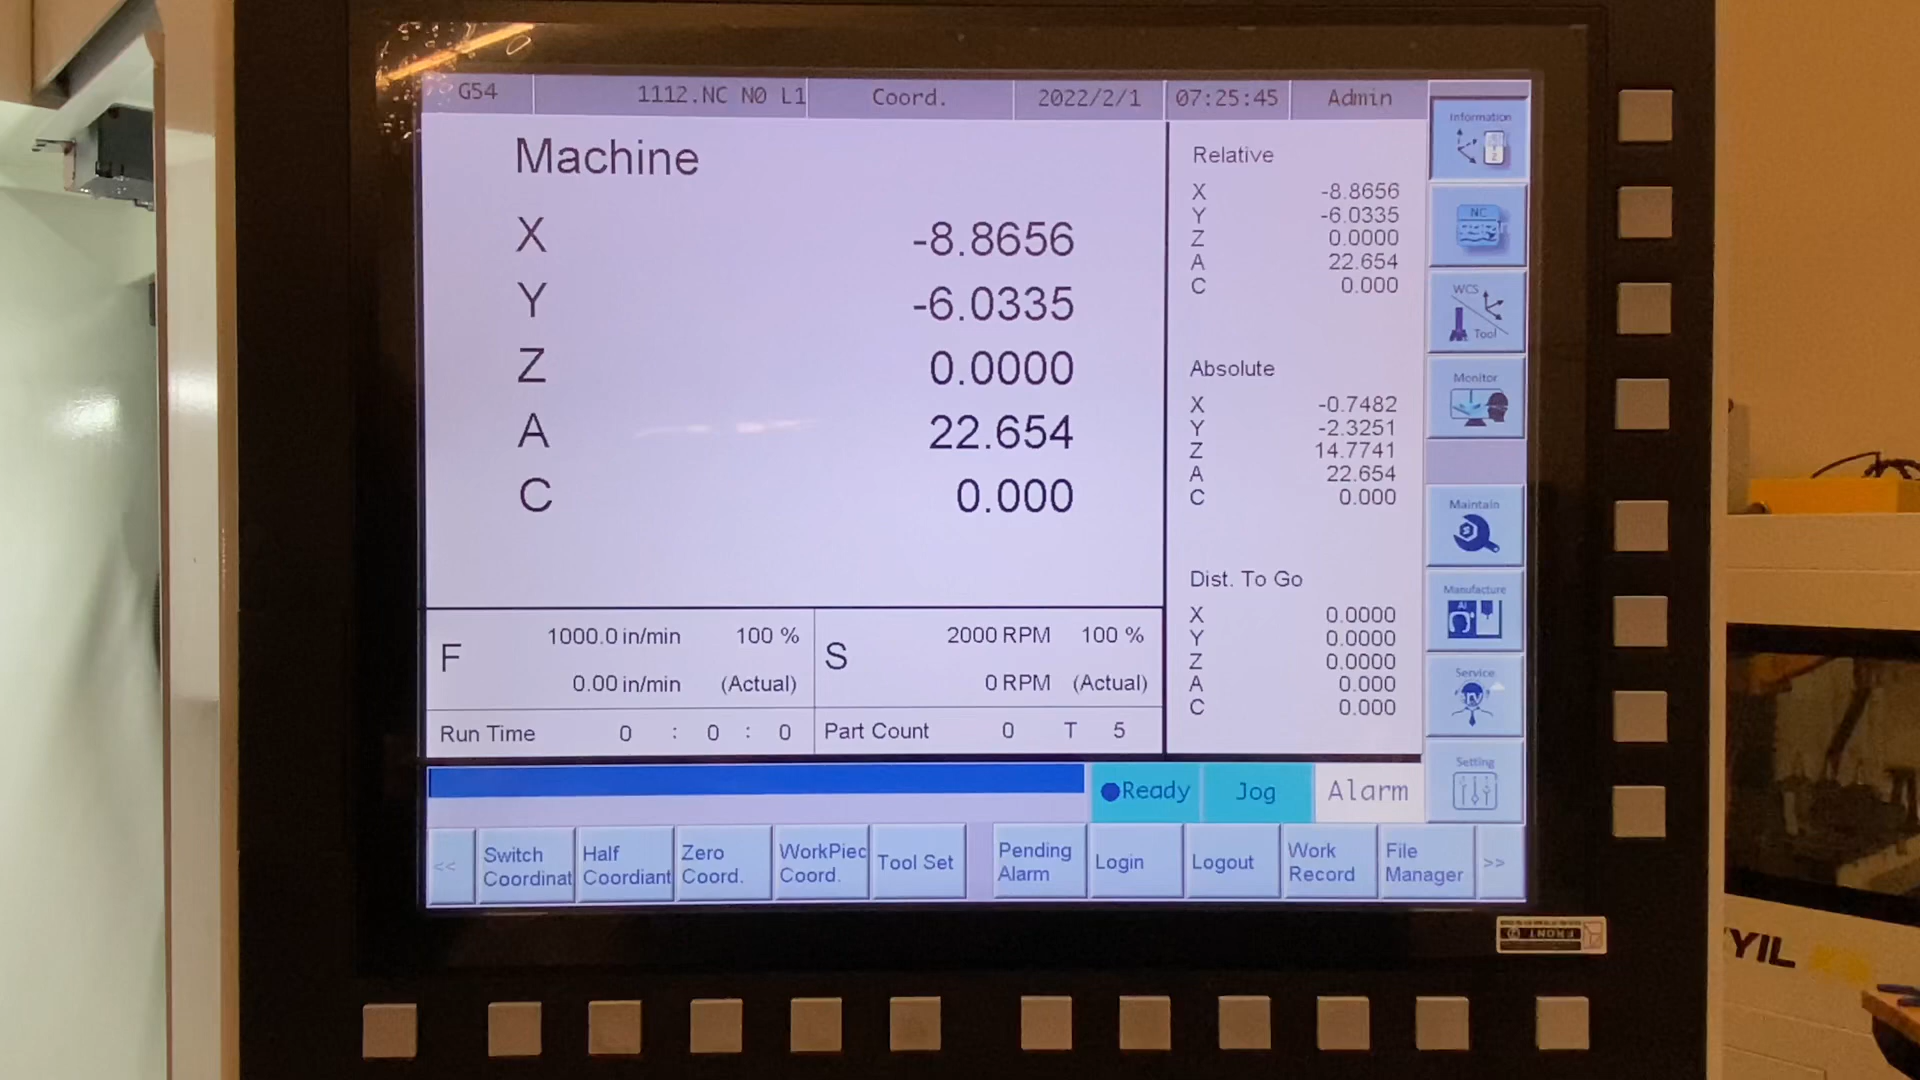 G54 1112.NC N0 L1 Coord. 2022/2/1 07:25:45 Admin
Machine
X -8.8656
Y -6.0335
Z 0.0000
A 22.654
C 0.000
Relative
X -8.8656
Y -6.0335
Z 0.0000
A 22.654
C 0.000
Absolute
X -0.7482
Y -2.3251
Z 14.7741
A 22.654
C 0.000
Dist. To Go
X 0.0000
Y 0.0000
Z 0.0000
A 0.000
C 0.000
F 1000.0 in/min 100 %
0.00 in/min (Actual)
S 2000 RPM 100 %
0 RPM (Actual)
Run Time 0 : 0 : 0
Part Count 0 T 5
Ready Jog Alarm
<<
Switch
Coordinat
Half
Coordiant
Zero
Coord.
WorkPiec
Coord.
Tool Set
Pending
Alarm
Login
Logout
Work
Record
File
Manager
>>
Information
NC
WCS
Tool
Monitor
Maintain
Manufacture
AI
Service
Setting
FRONT
YIL